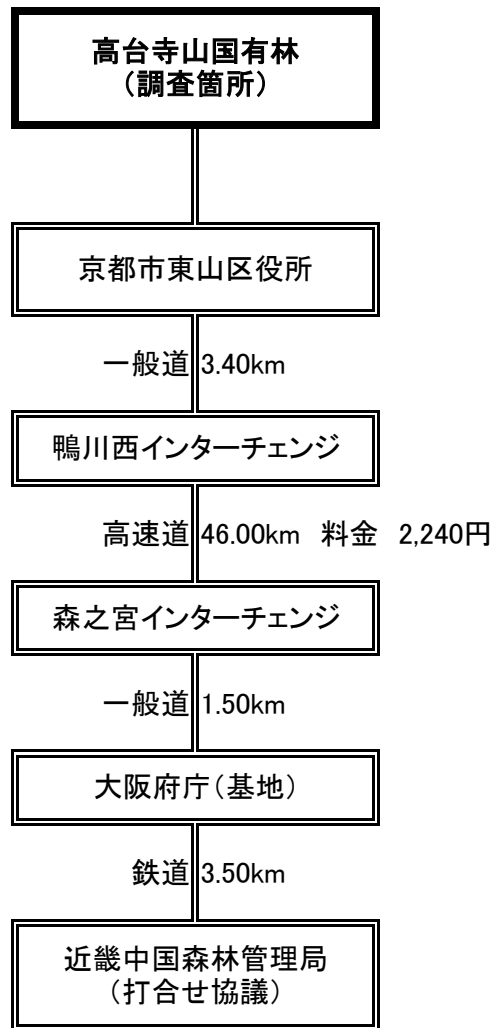 高台寺山国有林
（調査箇所）
京都市東山区役所
一般道 3.40km
鴨川西インターチェンジ
高速道 46.00km 料金 2,240円
森之宮インターチェンジ
一般道 1.50km
大阪府庁（基地）
鉄道 3.50km
近畿中国森林管理局
（打合せ協議）